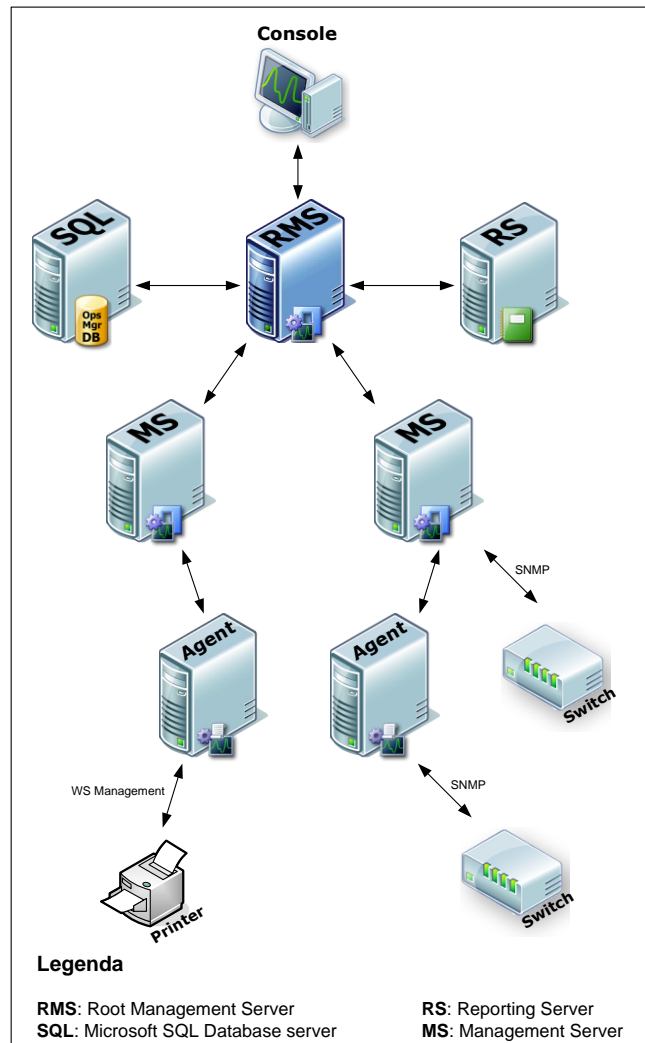 Console
SQL
RMS
RS
Ops
Mgr
DB
MS
MS
SNMP
Agent
Agent
Switch
WS Management
SNMP
Printer
Switch
Legenda
RMS: Root Management Server
RS: Reporting Server
SQL: Microsoft SQL Database server
MS: Management Server